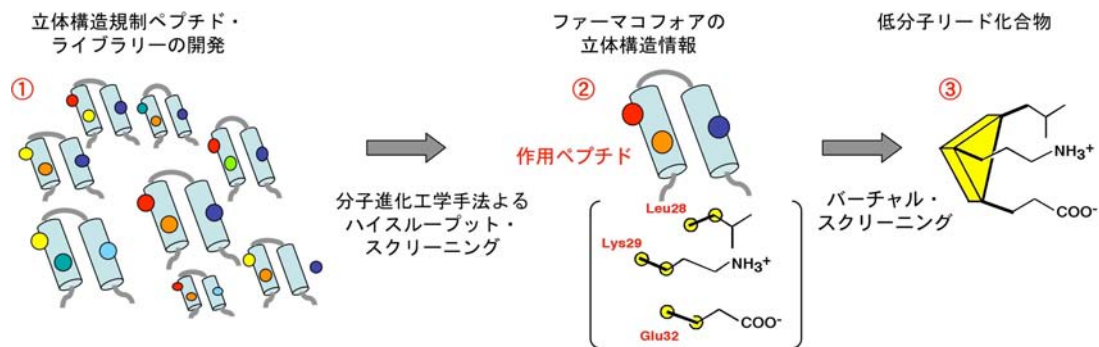 立体構造規制ペプチド・
ライブラリーの開発
①
分子進化工学手法よる
ハイスループット・
スクリーニング
ファーマコフォアの
立体構造情報
②
作用ペプチド
Leu28
Lys29
NH3+
COO-
Glu32
バーチャル・
スクリーニング
低分子リード化合物
③
NH3+
COO-